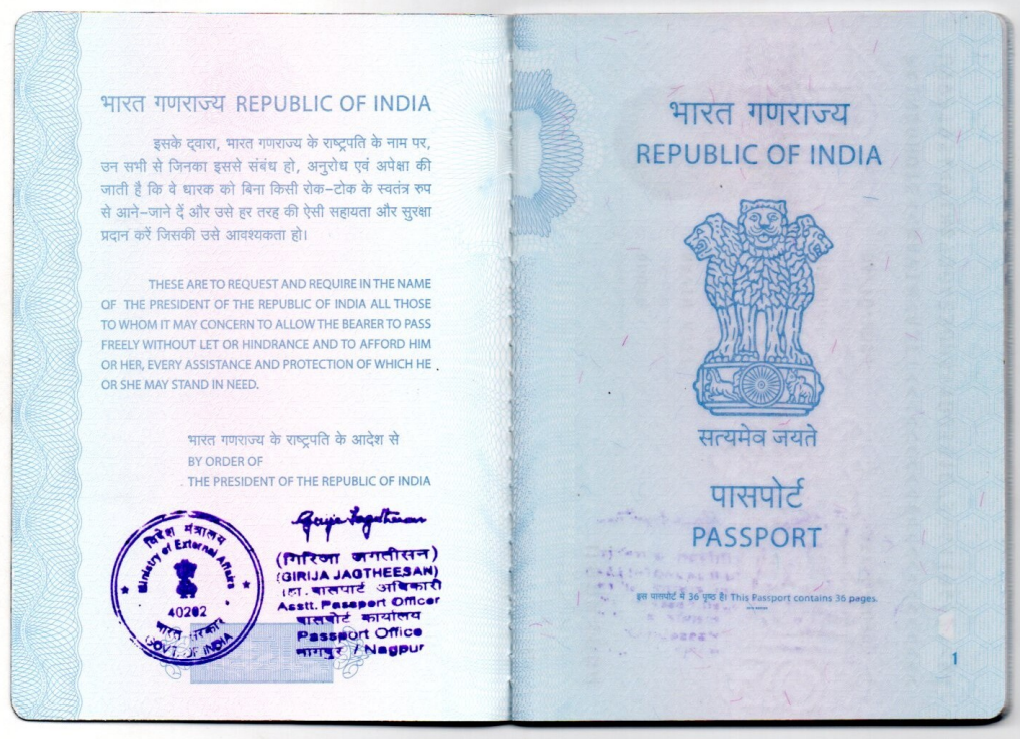 भारत गणराज्य REPUBLIC OF INDIA
इसके द्वारा, भारत गणराज्य के राष्ट्रपति के नाम पर,
उन सभी से जिनका इससे संबंध हो, अनुरोध एवं अपेक्षा की
जाती है कि वे धारक को बिना किसी रोक-टोक के स्वतंत्र रुप
से आने-जाने दें और उसे हर तरह की ऐसी सहायता और सुरक्षा
प्रदान करें जिसकी उसे आवश्यकता हो।
THESE ARE TO REQUEST AND REQUIRE IN THE NAME
OF THE PRESIDENT OF THE REPUBLIC OF INDIA ALL THOSE
TO WHOM IT MAY CONCERN TO ALLOW THE BEARER TO PASS
FREELY WITHOUT LET OR HINDRANCE AND TO AFFORD HIM
OR HER, EVERY ASSISTANCE AND PROTECTION OF WHICH HE
OR SHE MAY STAND IN NEED.
भारत गणराज्य के राष्ट्रपति के आदेश से
BY ORDER OF
THE PRESIDENT OF THE REPUBLIC OF INDIA
विदेश मंत्रालय
Ministry of External Affairs
40202
भारत सरकार
GOVT. OF INDIA
Girija Jagtheesan
(गिरिजा जगतीसन)
(GIRIJA JAGTHEESAN)
अधिकारी
Asstt. Passport Officer
कार्यालय
Passport Office
नागपुर / Nagpur
भारत गणराज्य
REPUBLIC OF INDIA
सत्यमेव जयते
पासपोर्ट
PASSPORT
इस पासपोर्ट में 36 पृष्ठ है। This Passport contains 36 pages.
1